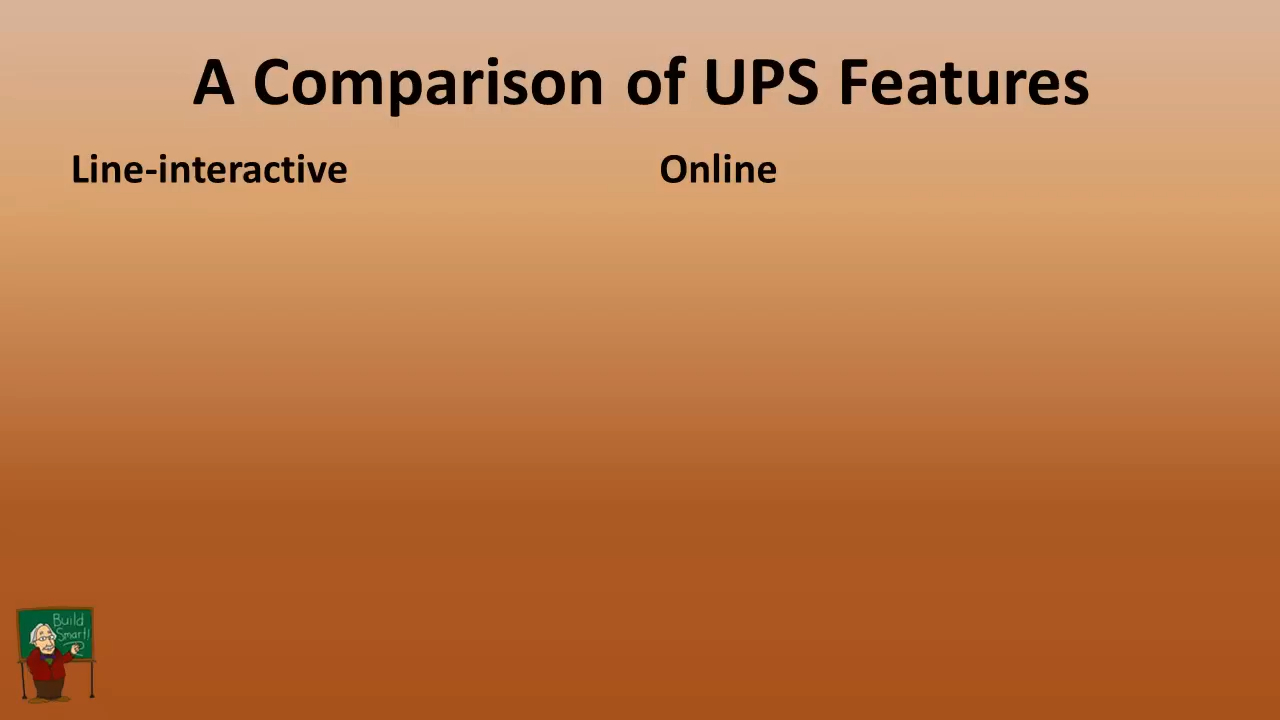 A Comparison of UPS Features
Line-interactive
Online
Build
Smart!